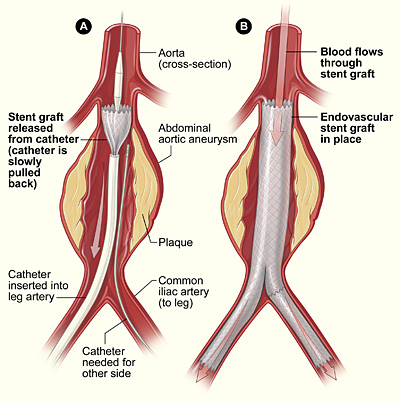 A
Aorta
(cross-section)
Stent graft
released
from catheter
(catheter is
slowly
pulled
back)
Abdominal
aortic aneurysm
Plaque
Catheter
inserted into
leg artery
Common
iliac artery
(to leg)
Catheter
needed for
other side
B
Blood flows
through
stent graft
Endovascular
stent graft
in place